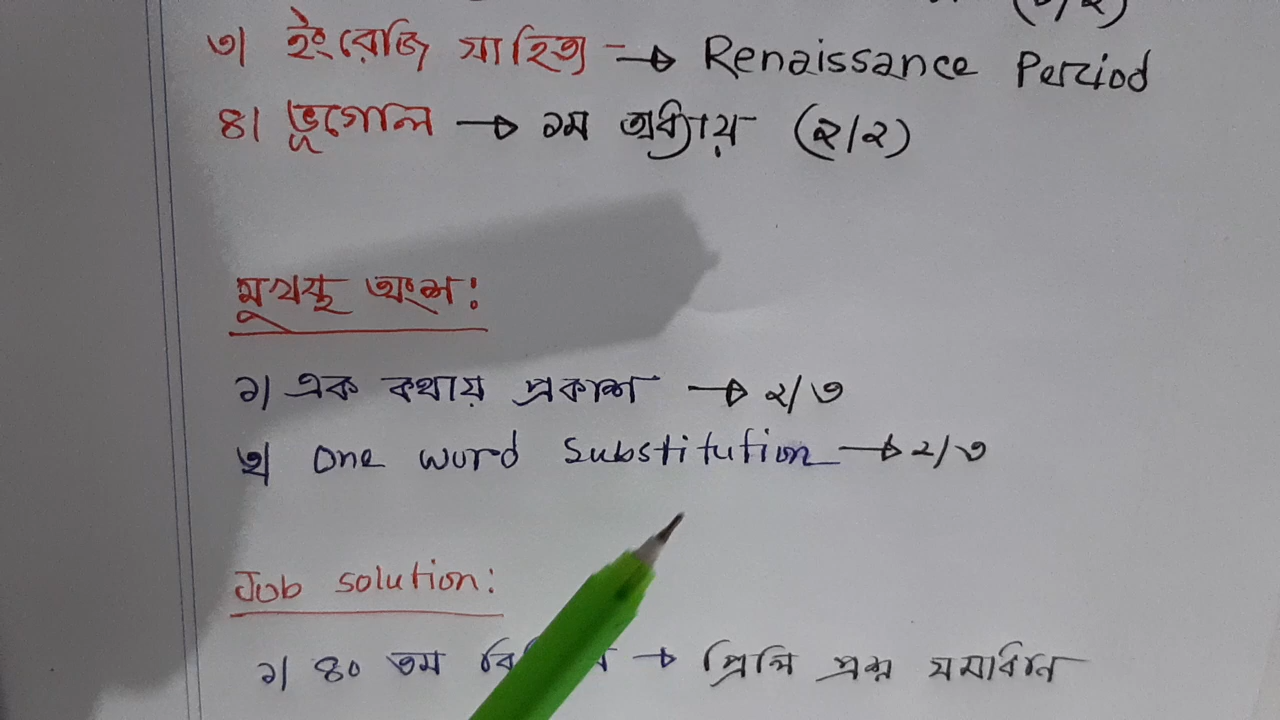 ৩। ইংরেজি সাহিত্য → Renaissance Period
৪। ভূগোল → ১ম অধ্যায় (২/২)
মুখস্থ অংশ:
১। এক কথায় প্রকাশ → ২/৩
২। One word Substitution → ২/৩
Job solution:
১। ৪০ তম → প্রিলি প্রশ্ন সমাধান